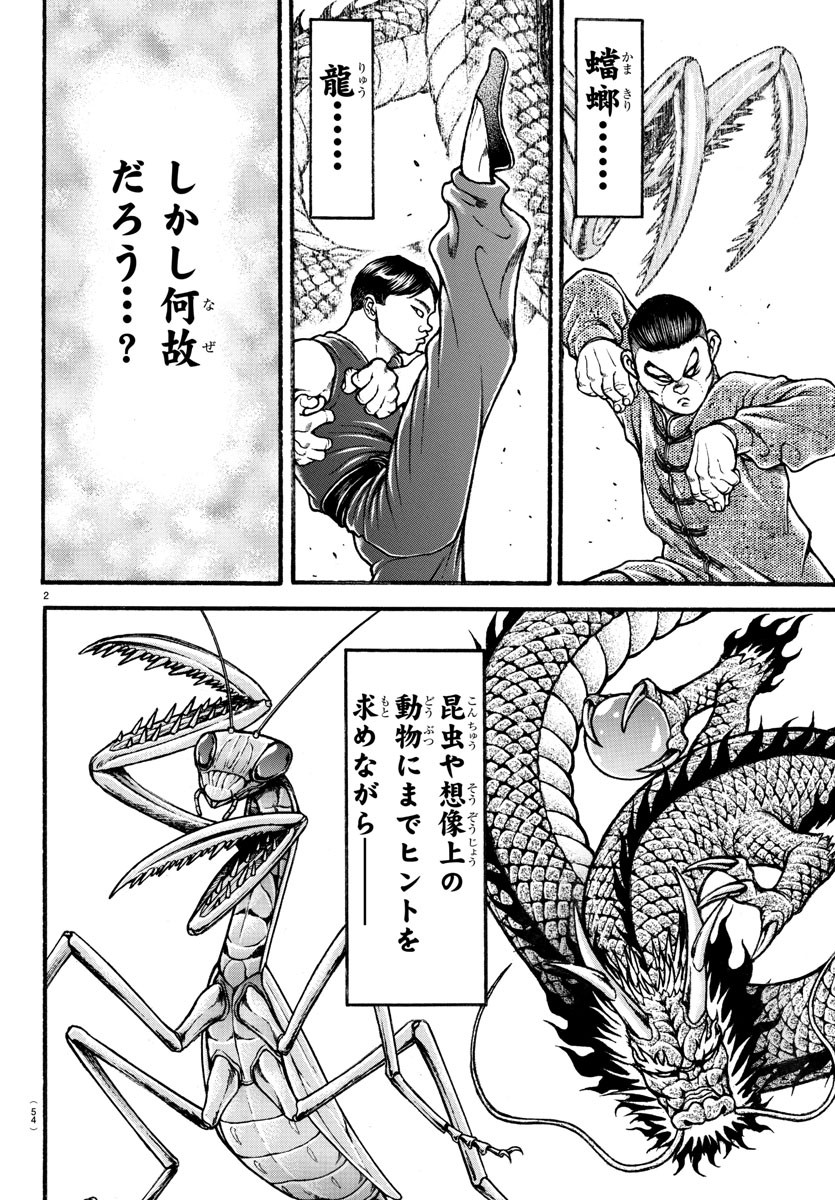 蟷螂……
龍……
しかし何故
だろう…？
昆虫や想像上の
動物にまでヒントを
求めながら――
2
(54)